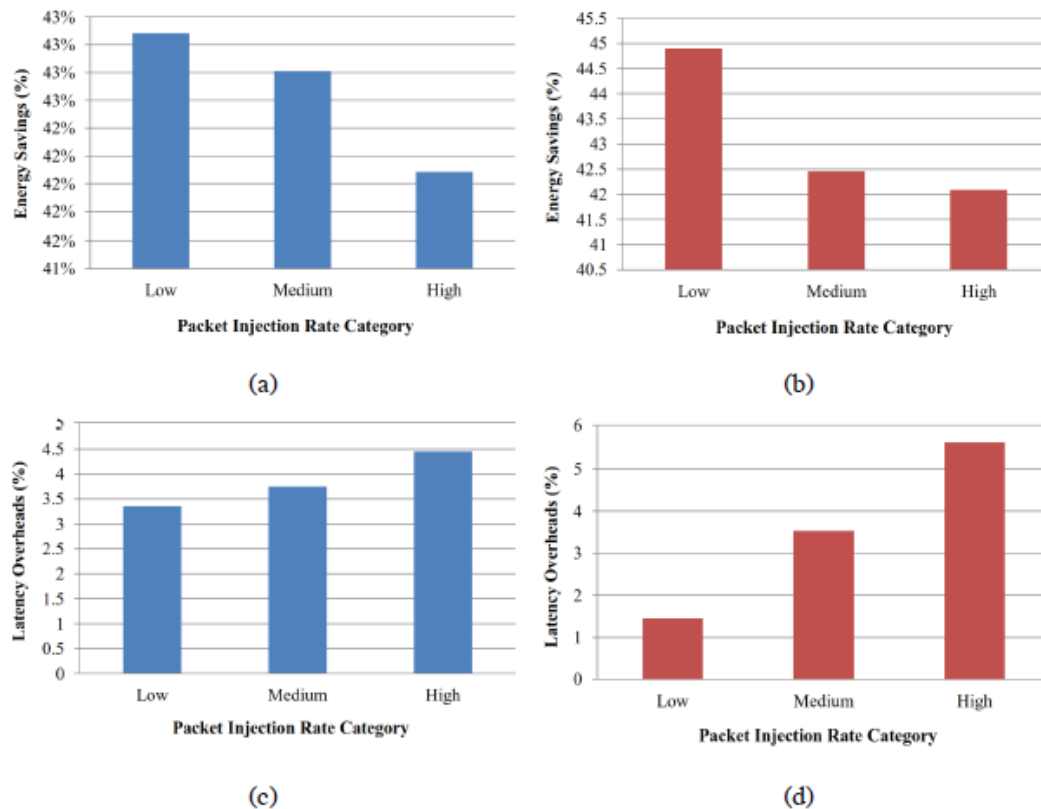 43%
43%
43%
43%
42%
42%
42%
42%
42%
41%
Energy Savings (%)
Low Medium High
Packet Injection Rate Category
(a)
45.5
45
44.5
44
43.5
43
42.5
42
41.5
41
40.5
Energy Savings (%)
Low Medium High
Packet Injection Rate Category
(b)
5
4.5
4
3.5
3
2.5
2
1.5
1
0.5
0
Latency Overheads (%)
Low Medium High
Packet Injection Rate Category
(c)
6
5
4
3
2
1
0
Latency Overheads (%)
Low Medium High
Packet Injection Rate Category
(d)